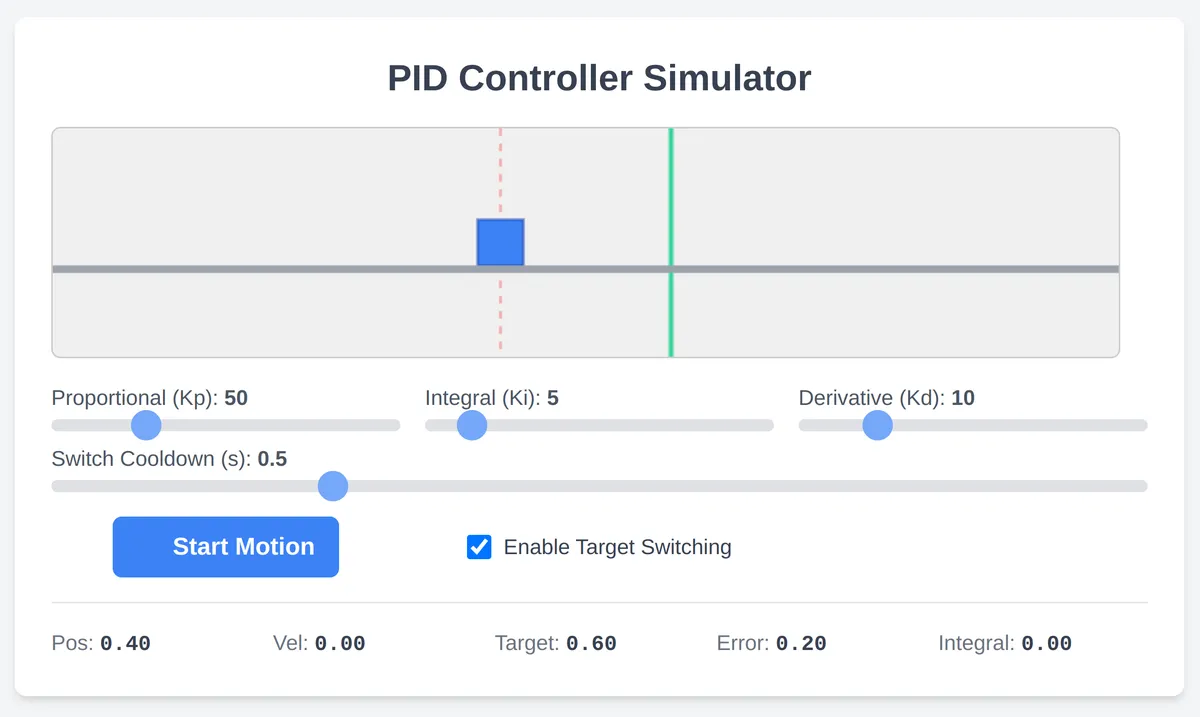 PID Controller Simulator
Proportional (Kp): 50
Integral (Ki): 5
Derivative (Kd): 10
Switch Cooldown (s): 0.5
Start Motion
Enable Target Switching
Pos: 0.40
Vel: 0.00
Target: 0.60
Error: 0.20
Integral: 0.00